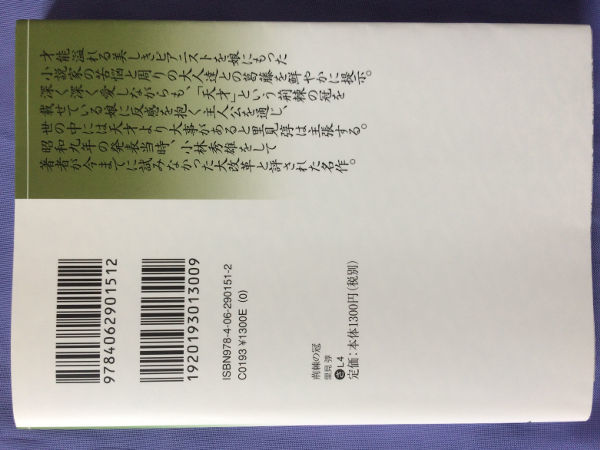 才能溢れる美しきピアニストを娘にもった
小説家の苦悩と周りの大人達との葛藤を鮮やかに提示。
深く深く愛しながらも、「天才」という荊棘の冠を
載せている娘に反感を抱く主人公を通じ、
世の中には天才より大事があると里見弴は主張する。
昭和九年の発表当時、小林秀雄をして
著者が今までに試みなかった大改革と評された名作。
9784062901512
1920193013009
ISBN978-4-06-290151-2
C0193 ¥1300E (0)
荊棘の冠
里見 弴
さL4
定価：本体1300円（税別）